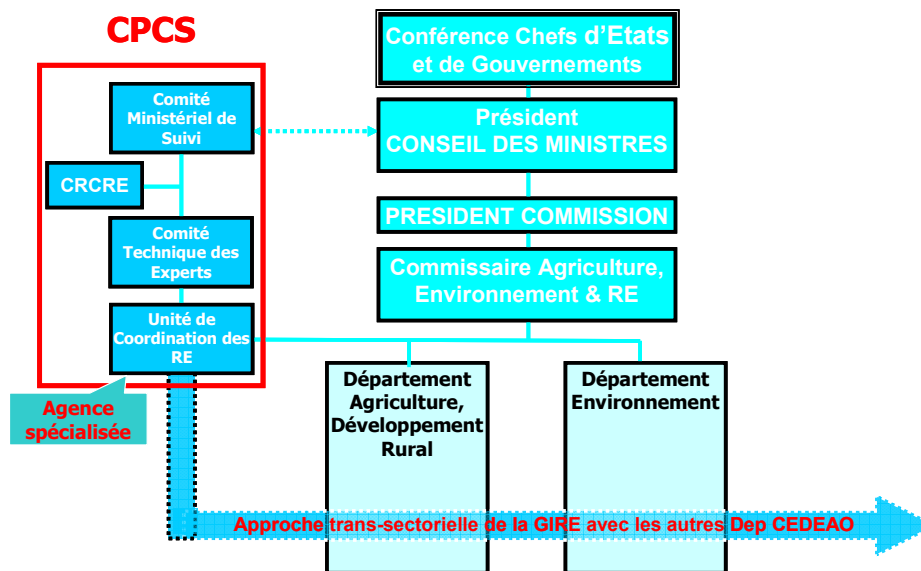 CPCS
Comité
Ministériel de
Suivi
CRCRE
Comité
Technique des
Experts
Unité de
Coordination des
RE
Agence
spécialisée
Conférence Chefs d'Etats
et de Gouvernements
Président
CONSEIL DES MINISTRES
PRESIDENT COMMISSION
Commissaire Agriculture,
Environnement & RE
Département
Agriculture,
Développement
Rural
Département
Environnement
Approche trans-sectorielle de la GIRE avec les autres Dep CEDEAO